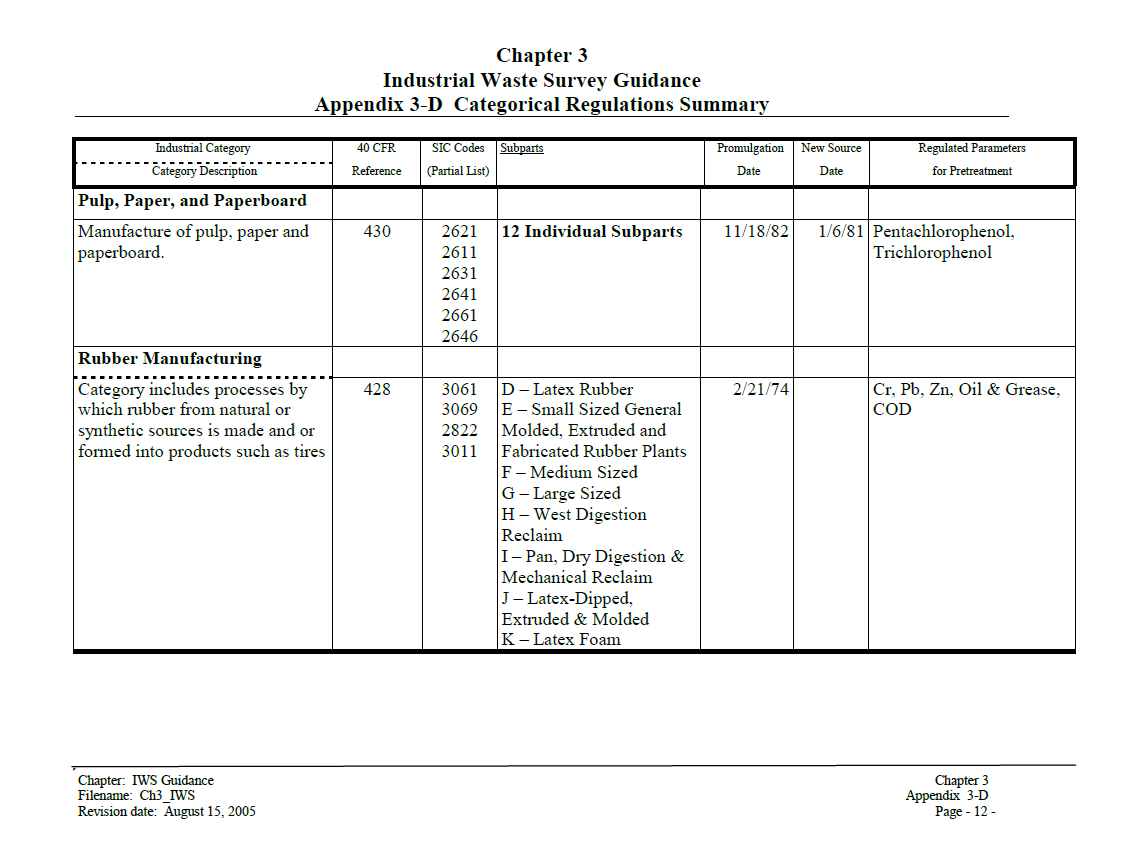 Chapter 3
Industrial Waste Survey Guidance
Appendix 3-D Categorical Regulations Summary
Industrial Category 40 CFR SIC Codes Subparts Promulgation New Source Regulated Parameters
Category Description Reference (Partial List) Date Date for Pretreatment
Pulp, Paper, and Paperboard
Manufacture of pulp, paper and 430 2621 12 Individual Subparts 11/18/82 1/6/81 Pentachlorophenol,
paperboard. 2611 Trichlorophenol
2631
2641
2661
2646
Rubber Manufacturing
Category includes processes by 428 3061 D – Latex Rubber 2/21/74 Cr, Pb, Zn, Oil & Grease,
which rubber from natural or 3069 E – Small Sized General COD
synthetic sources is made and or 2822 Molded, Extruded and
formed into products such as tires 3011 Fabricated Rubber Plants
F – Medium Sized
G – Large Sized
H – West Digestion
Reclaim
I – Pan, Dry Digestion &
Mechanical Reclaim
J – Latex-Dipped,
Extruded & Molded
K – Latex Foam
Chapter: IWS Guidance Chapter 3
Filename: Ch3_IWS Appendix 3-D
Revision date: August 15, 2005 Page - 12 -